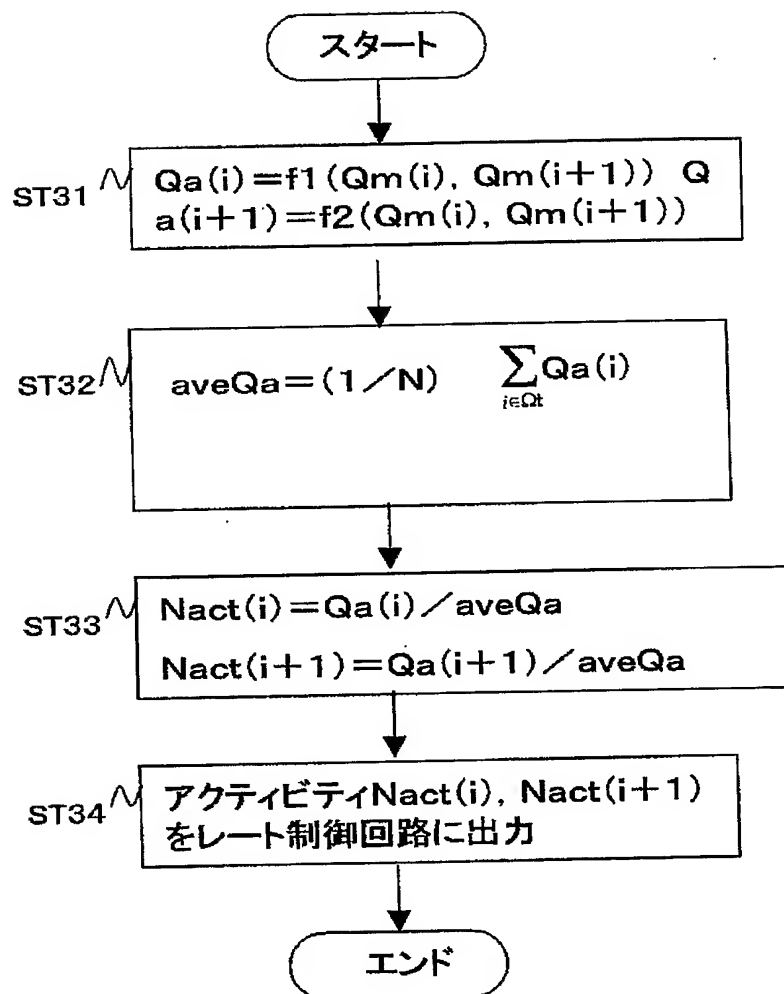 スタート
ST31
Qa(i)=f1(Qm(i), Qm(i+1)) Q
a(i+1)=f2(Qm(i), Qm(i+1))
ST32
aveQa=(1/N) ∑Qa(i)
i∈Ωt
ST33
Nact(i)=Qa(i)/aveQa
Nact(i+1)=Qa(i+1)/aveQa
ST34
アクティビティNact(i), Nact(i+1)
をレート制御回路に出力
エンド